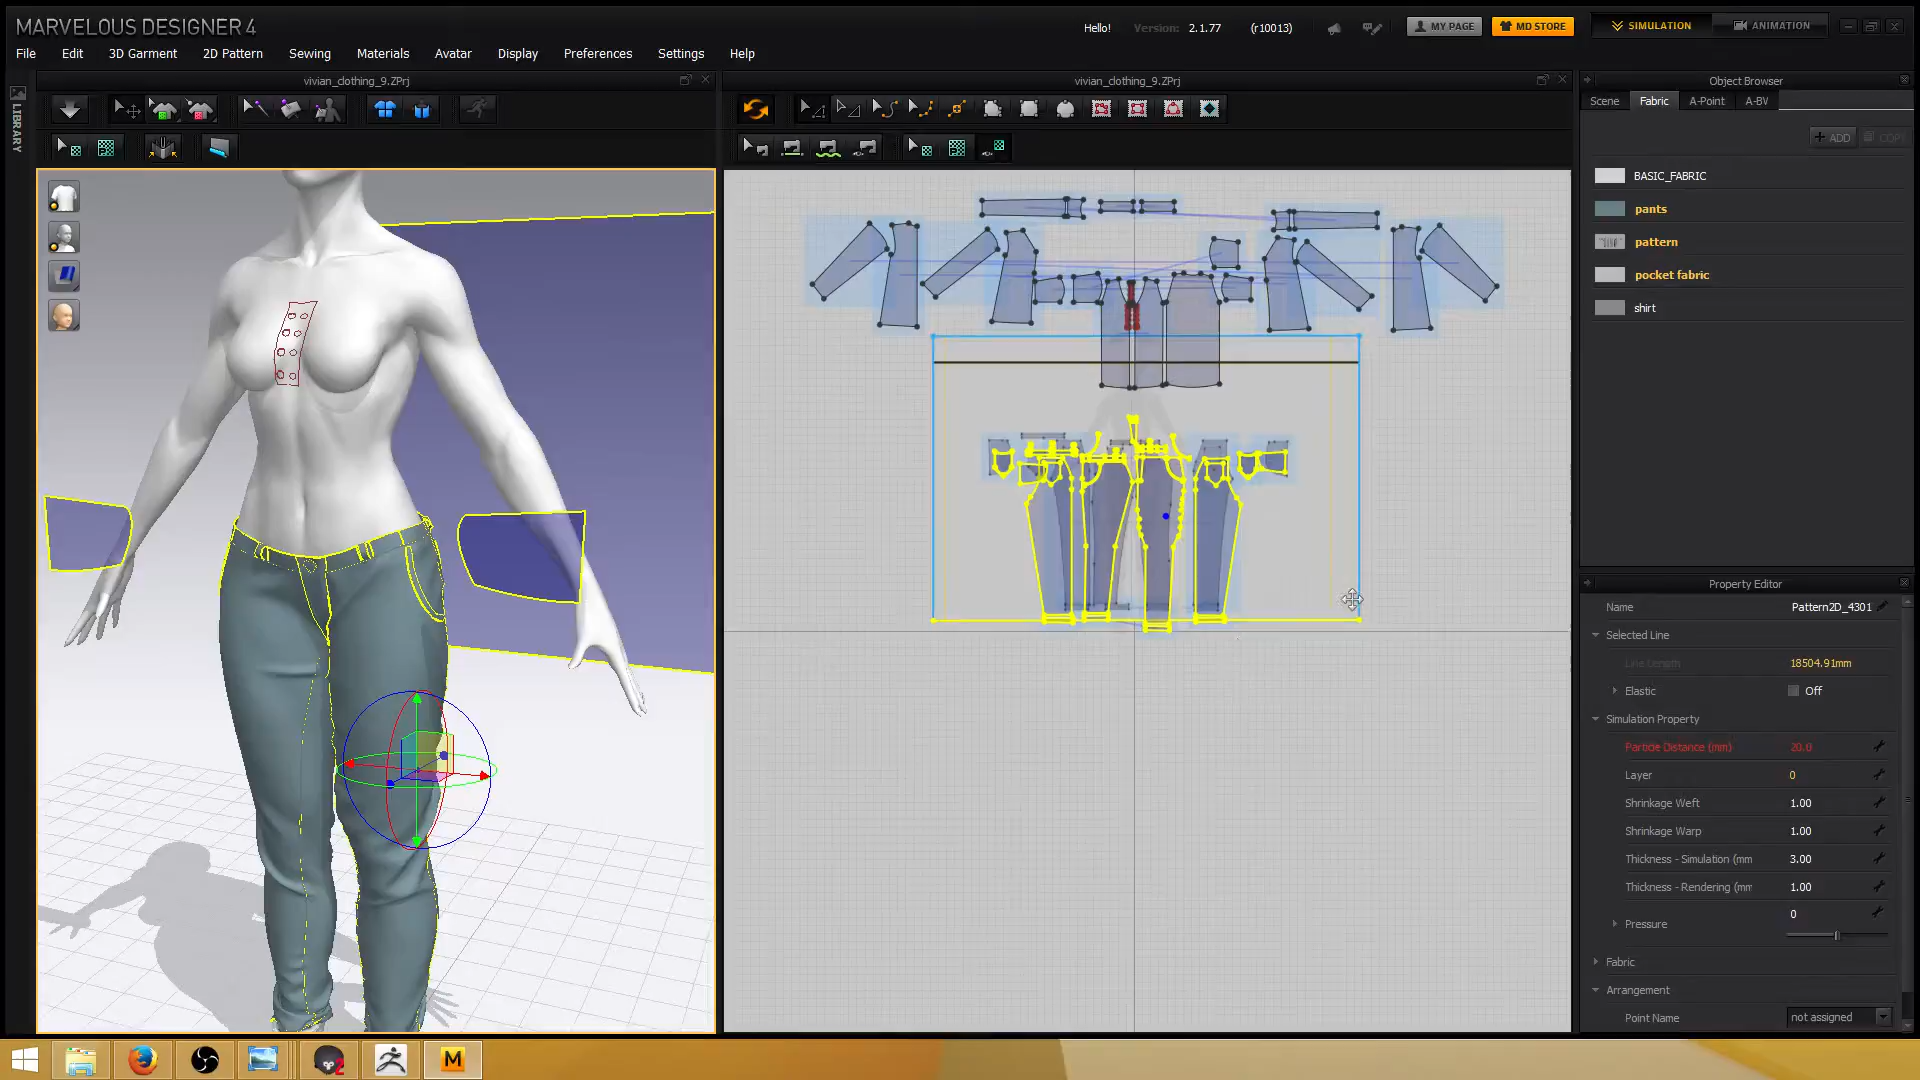 MARVELOUS DESIGNER 4
Hello! Version: 2.1.77 (r10013) MY PAGE MD STORE SIMULATION ANIMATION
File Edit 3D Garment 2D Pattern Sewing Materials Avatar Display Preferences Settings Help
vivian_clothing_9.ZPrj
vivian_clothing_9.ZPrj
Object Browser
Scene Fabric A-Point A-BV
LIBRARY
+ ADD COPY
BASIC_FABRIC
pants
pattern
pocket fabric
shirt
Property Editor
Name Pattern2D_4301
Selected Line
Line Length 18504.91mm
Elastic Off
Simulation Property
Particle Distance (mm) 20.0
Layer 0
Shrinkage Weft 1.00
Shrinkage Warp 1.00
Thickness - Simulation (mm 3.00
Thickness - Rendering (mm 1.00
Pressure 0
Fabric
Arrangement
Point Name not assigned
2
M